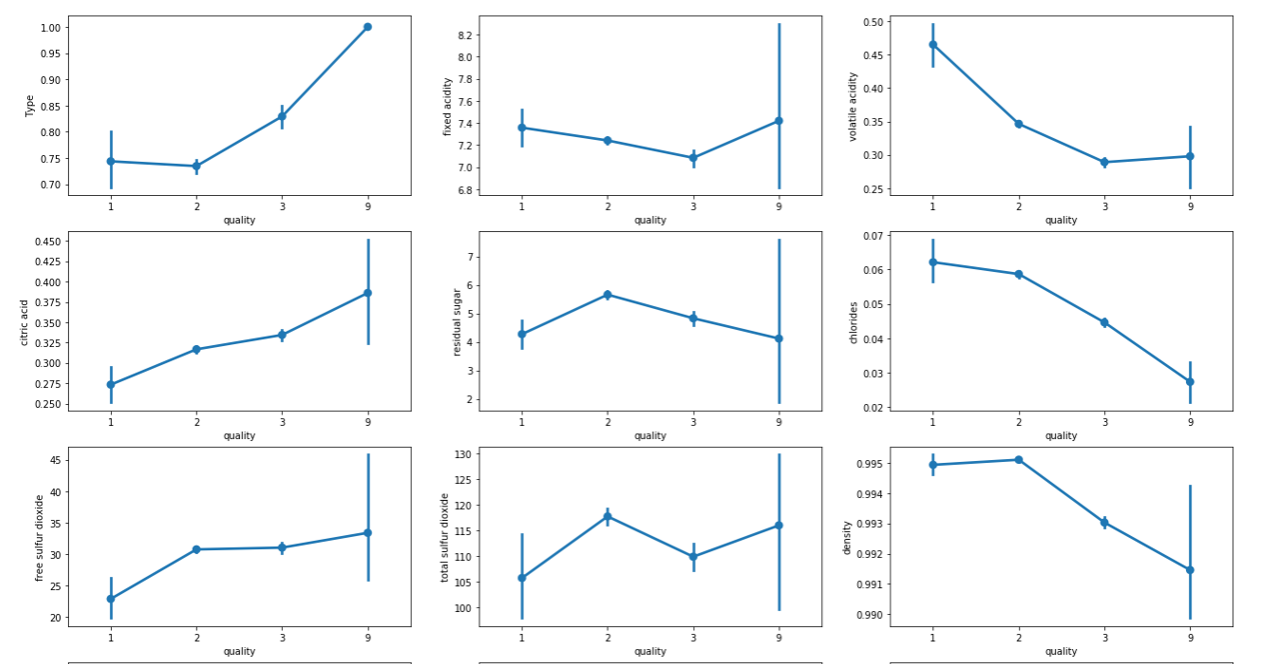 Type
1.00
0.95
0.90
0.85
0.80
0.75
0.70
1 2 3 9
quality
fixed acidity
8.2
8.0
7.8
7.6
7.4
7.2
7.0
6.8
1 2 3 9
quality
volatile acidity
0.50
0.45
0.40
0.35
0.30
0.25
1 2 3 9
quality
citric acid
0.450
0.425
0.400
0.375
0.350
0.325
0.300
0.275
0.250
1 2 3 9
quality
residual sugar
7
6
5
4
3
2
1 2 3 9
quality
chlorides
0.07
0.06
0.05
0.04
0.03
0.02
1 2 3 9
quality
free sulfur dioxide
45
40
35
30
25
20
1 2 3 9
quality
total sulfur dioxide
130
125
120
115
110
105
100
1 2 3 9
quality
density
0.995
0.994
0.993
0.992
0.991
0.990
1 2 3 9
quality